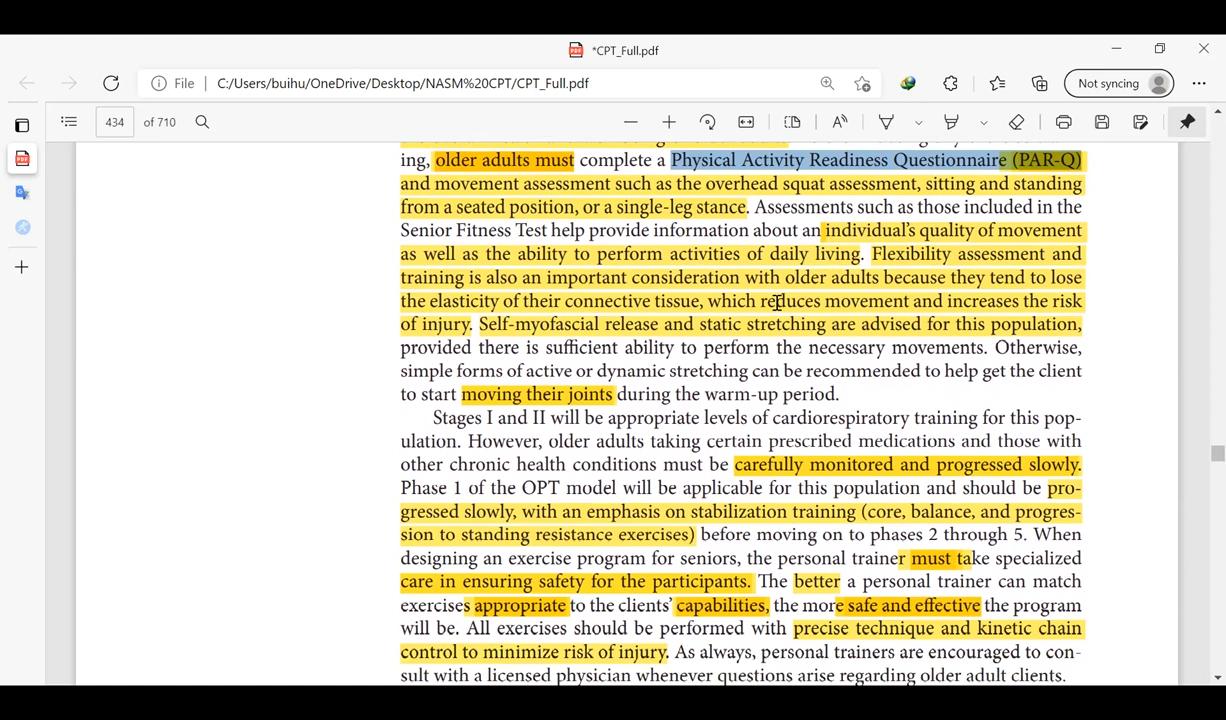 *CPT_Full.pdf
File | C:/Users/buihu/OneDrive/Desktop/NASM%20CPT/CPT_Full.pdf
Not syncing
434 of 710
ing, older adults must complete a Physical Activity Readiness Questionnaire (PAR-Q)
and movement assessment such as the overhead squat assessment, sitting and standing
from a seated position, or a single-leg stance. Assessments such as those included in the
Senior Fitness Test help provide information about an individual's quality of movement
as well as the ability to perform activities of daily living. Flexibility assessment and
training is also an important consideration with older adults because they tend to lose
the elasticity of their connective tissue, which reduces movement and increases the risk
of injury. Self-myofascial release and static stretching are advised for this population,
provided there is sufficient ability to perform the necessary movements. Otherwise,
simple forms of active or dynamic stretching can be recommended to help get the client
to start moving their joints during the warm-up period.
Stages I and II will be appropriate levels of cardiorespiratory training for this pop-
ulation. However, older adults taking certain prescribed medications and those with
other chronic health conditions must be carefully monitored and progressed slowly.
Phase 1 of the OPT model will be applicable for this population and should be pro-
gressed slowly, with an emphasis on stabilization training (core, balance, and progres-
sion to standing resistance exercises) before moving on to phases 2 through 5. When
designing an exercise program for seniors, the personal trainer must take specialized
care in ensuring safety for the participants. The better a personal trainer can match
exercises appropriate to the clients' capabilities, the more safe and effective the program
will be. All exercises should be performed with precise technique and kinetic chain
control to minimize risk of injury. As always, personal trainers are encouraged to con-
sult with a licensed physician whenever questions arise regarding older adult clients.